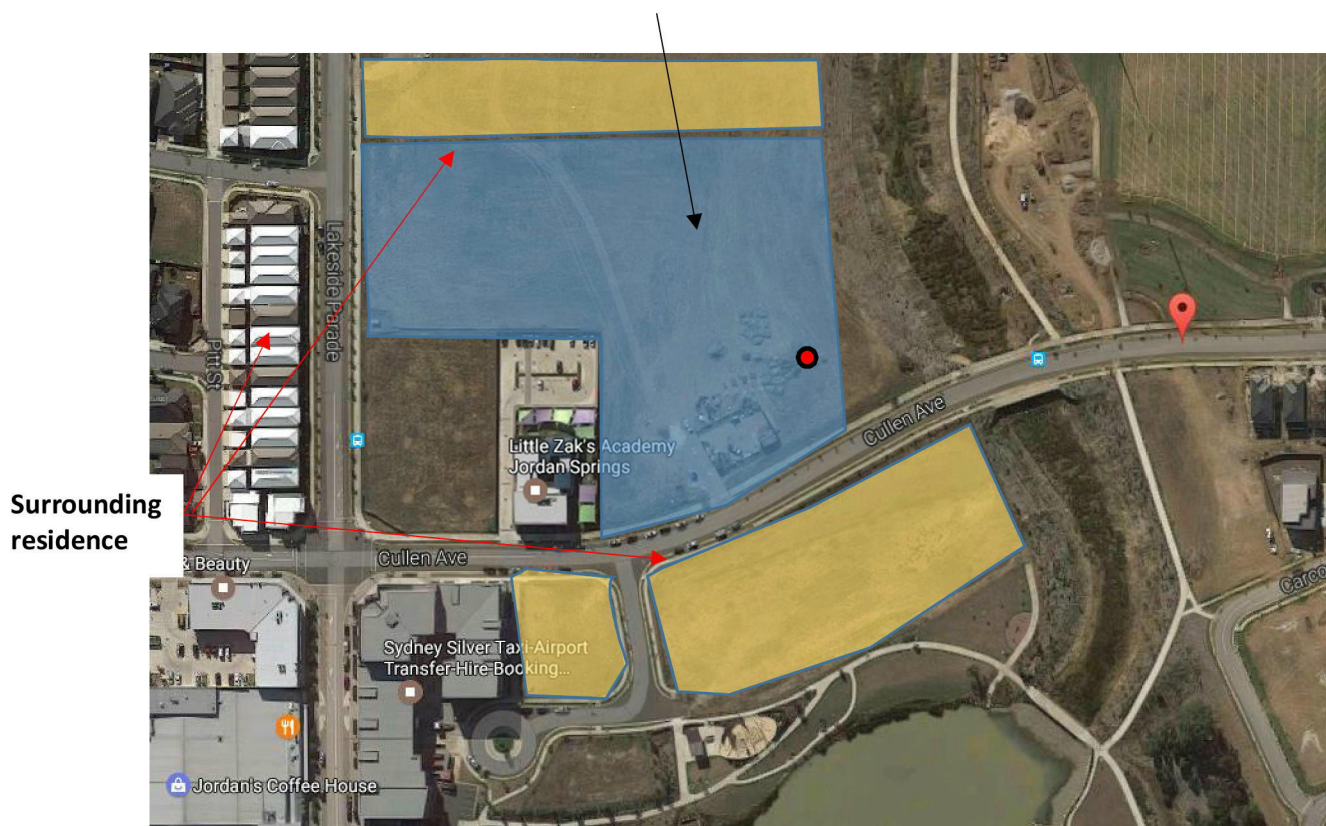 Lakeside Parade
Pitt St
Little Zak's Academy
Jordan Springs
Cullen Ave
Surrounding
residence
Cullen Ave
& Beauty
Carco
Sydney Silver Taxi-Airport
Transfer-Hire-Booking...
Jordan's Coffee House